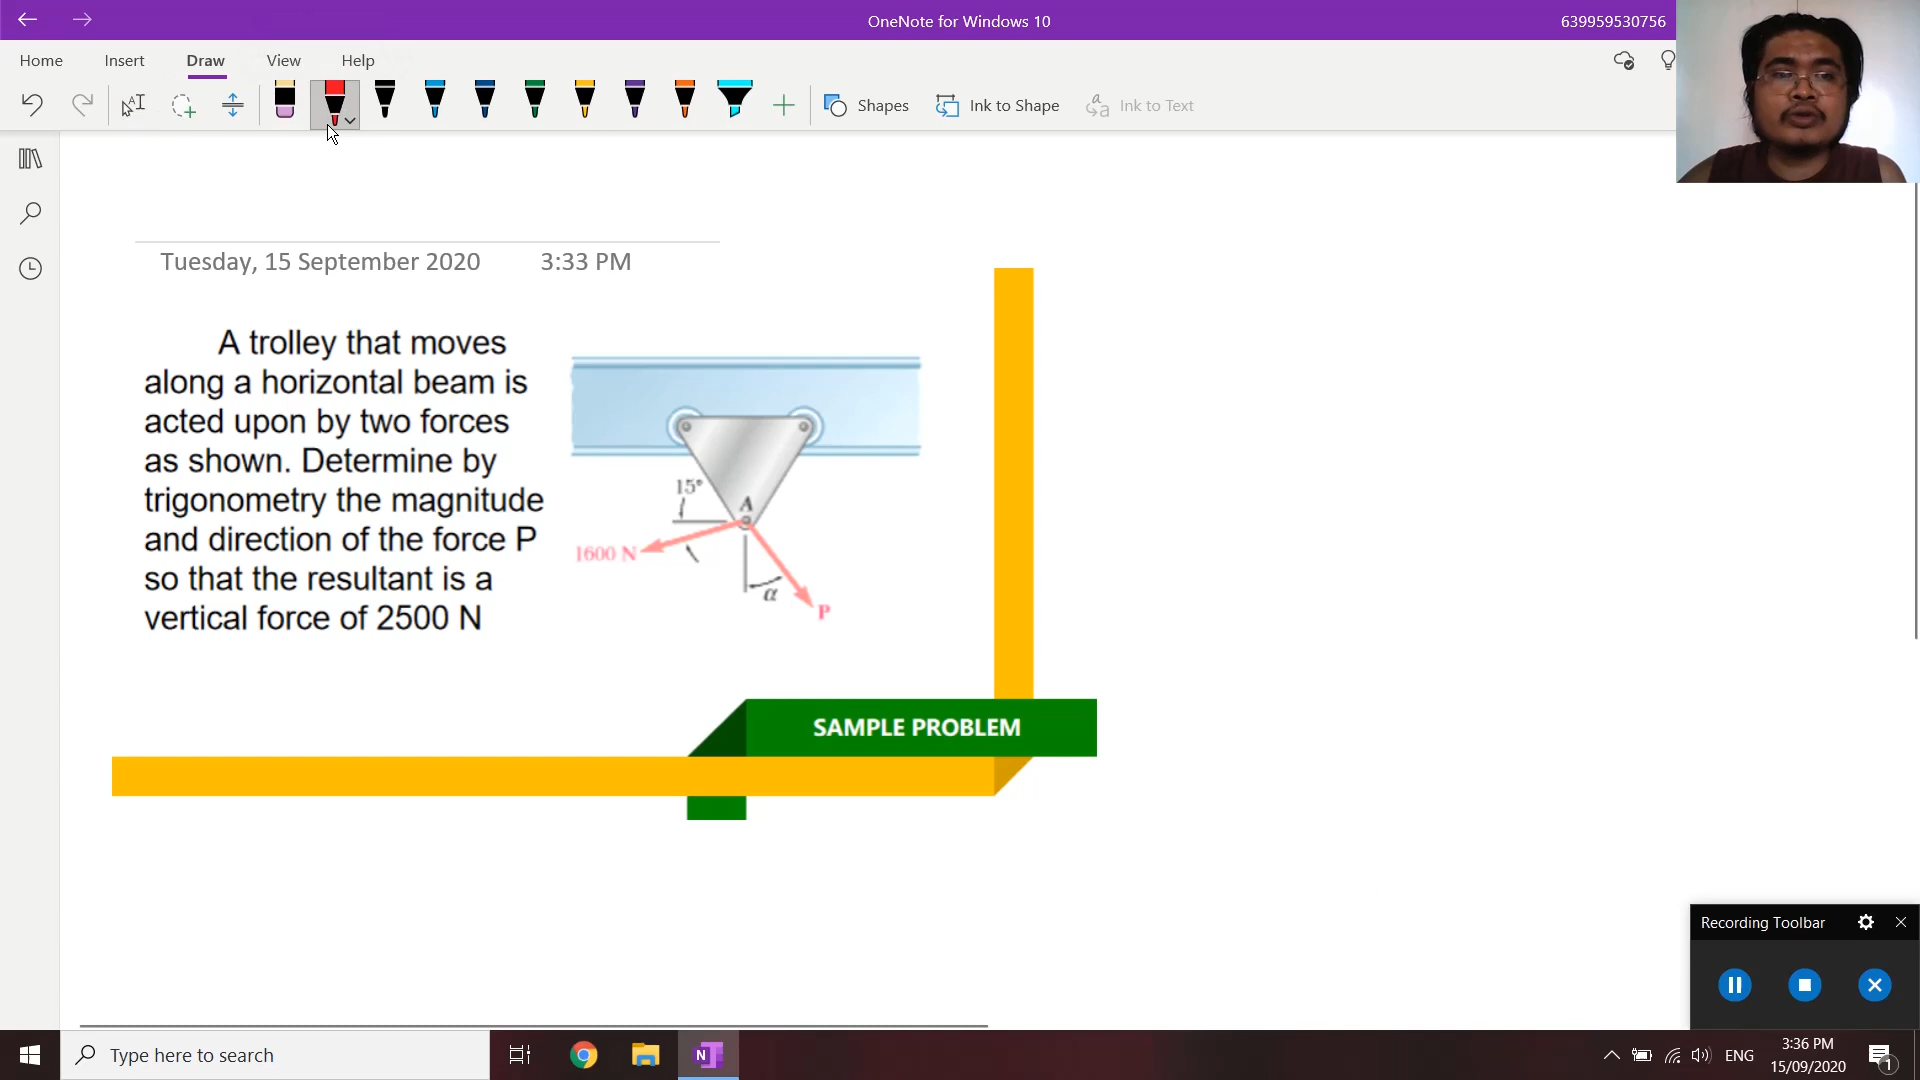 OneNote for Windows 10
639959530756
Home Insert Draw View Help
Shapes Ink to Shape Ink to Text
Tuesday, 15 September 2020 3:33 PM
A trolley that moves
along a horizontal beam is
acted upon by two forces
as shown. Determine by
trigonometry the magnitude
and direction of the force P
so that the resultant is a
vertical force of 2500 N
15°
A
1600 N
α
P
SAMPLE PROBLEM
Recording Toolbar
Type here to search
ENG
3:36 PM
15/09/2020
1